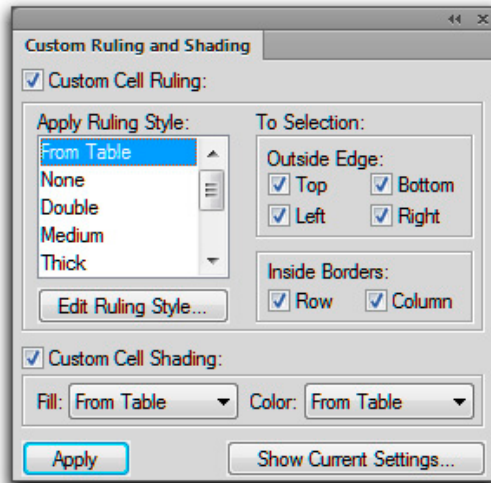 Custom Ruling and Shading
Custom Cell Ruling:
Apply Ruling Style:
From Table
None
Double
Medium
Thick
Edit Ruling Style...
To Selection:
Outside Edge:
Top Bottom
Left Right
Inside Borders:
Row Column
Custom Cell Shading:
Fill: From Table Color: From Table
Apply Show Current Settings...